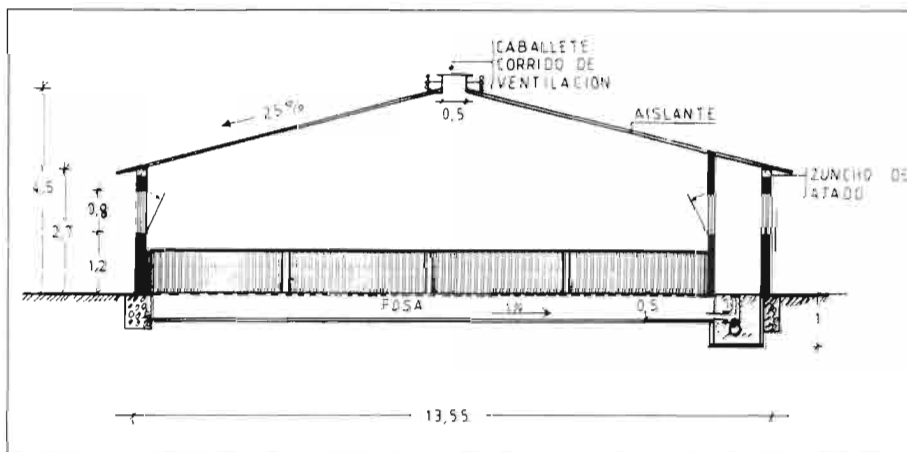 CABALLETE
CORRIDO DE
VENTILACION
25%
0,5
AISLANTE
ZUNCHO DE
ATADO
4,5
2,7
0,8
1,2
FOSA
0,5
1
13,55